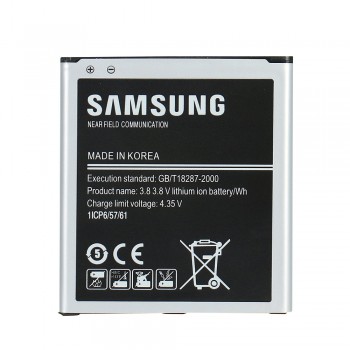 SAMSUNG
NEAR FIELD COMMUNICATION
MADE IN KOREA
Execution standard: GB/T18287-2000
Product name: 3.8 3.8 V lithium ion battery/Wh
Charge limit voltage: 4.35 V
1ICP6/57/61
5